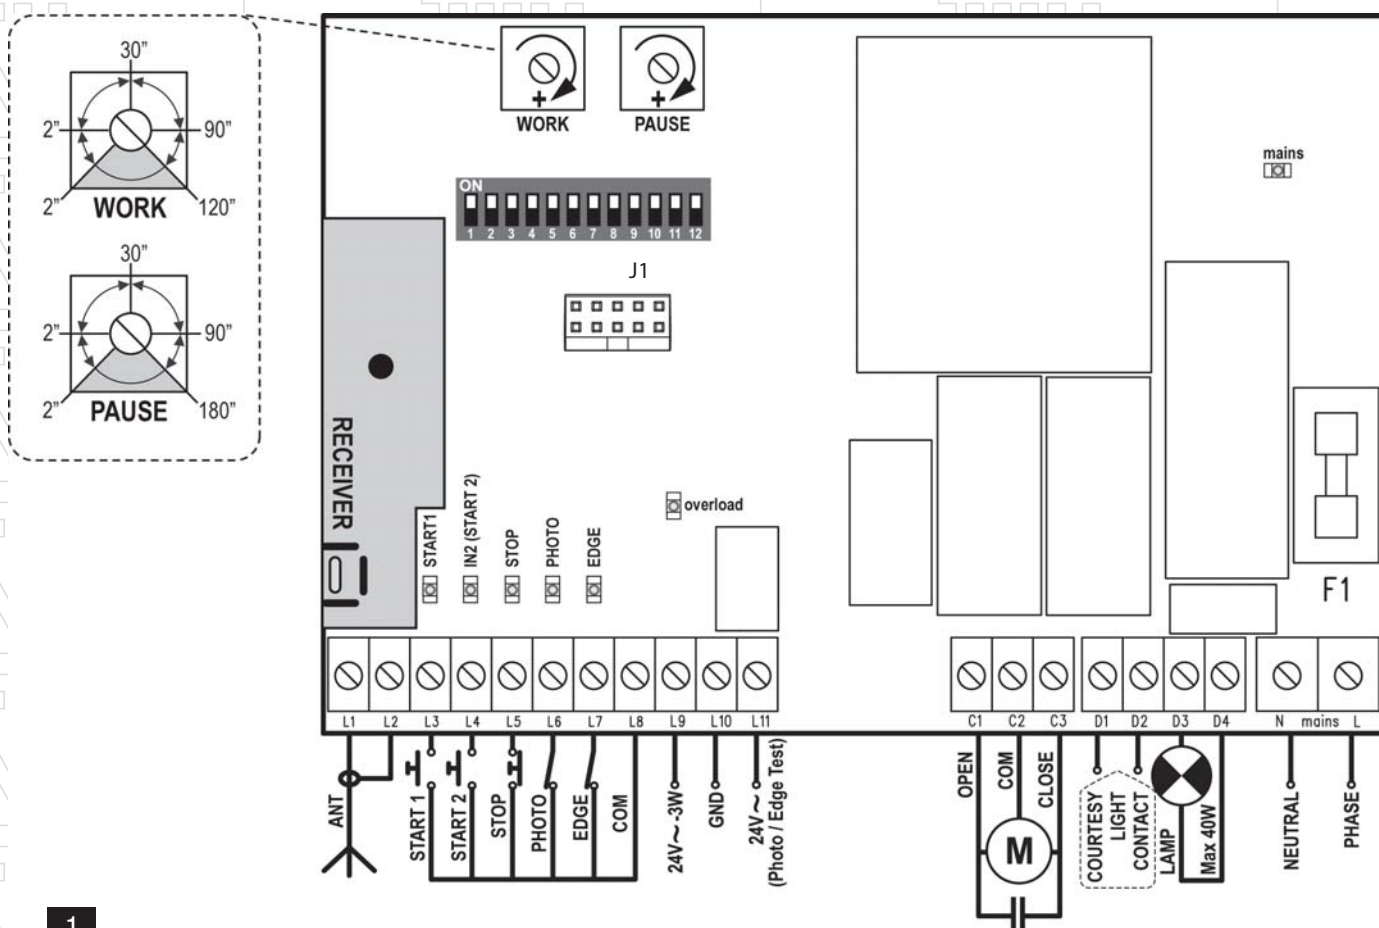 30”
2” 90”
2” 120”
WORK
30”
2” 90”
2” 180”
PAUSE
+ +
WORK PAUSE
ON
1 2 3 4 5 6 7 8 9 10 11 12
J1
mains
RECEIVER
START1
IN2 (START 2)
STOP
PHOTO
EDGE
overload
F1
L1 L2 L3 L4 L5 L6 L7 L8 L9 L10 L11
C1 C2 C3 D1 D2 D3 D4 N mains L
ANT
START 1
START 2
STOP
PHOTO
EDGE
COM
24V~-3W
GND
24V~
(Photo / Edge Test)
OPEN
COM
CLOSE
M
COURTESY
LIGHT
CONTACT
LAMP
Max 40W
NEUTRAL
PHASE
1